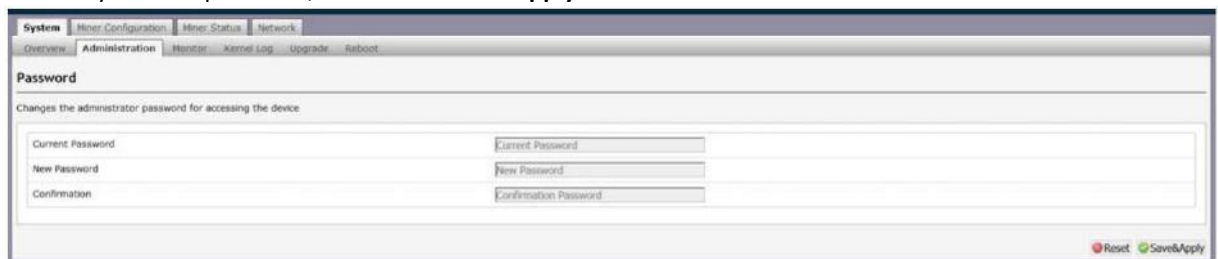 System Miner Configuration Miner Status Network
Overview Administration Monitor Kernel Log Upgrade Reboot
Password
Changes the administrator password for accessing the device
Current Password Current Password
New Password New Password
Confirmation Confirmation Password
Reset Save&Apply